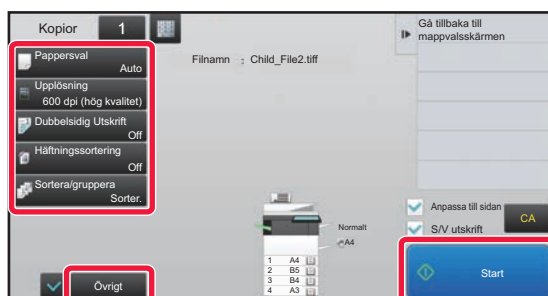 Kopior 1
Gå tillbaka till
mappvalsskärmen
Filnamn : Child_File2.tiff
Pappersval
Auto
Upplösning
600 dpi (hög kvalitet)
Dubbelsidig Utskrift
Off
Häftningssortering
Off
Sortera/gruppera
Sorter.
Normalt
A4
1 A4
2 B5
3 B4
4 A3
Anpassa till sidan
S/V utskrift
CA
Övrigt
Start